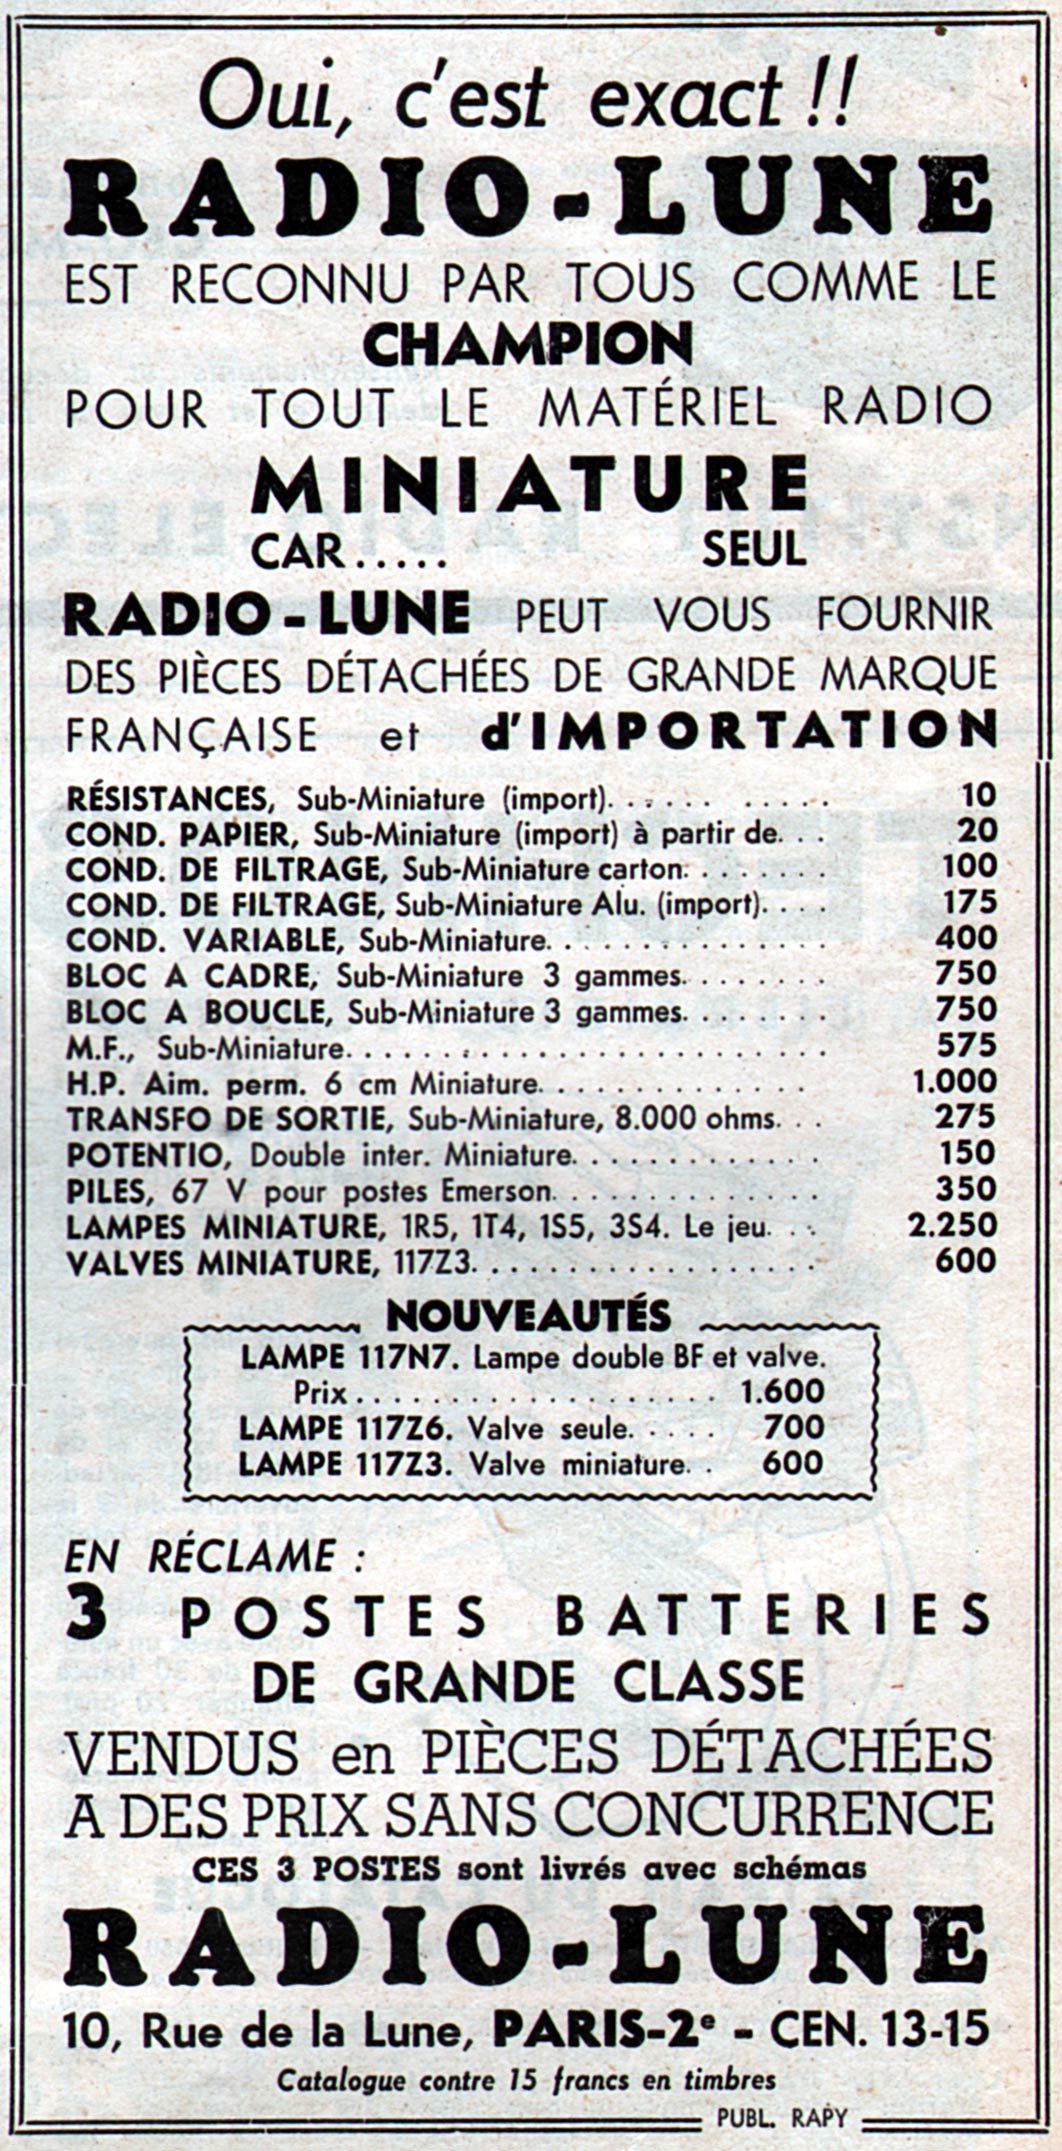 Oui, c'est exact !!
RADIO-LUNE
EST RECONNU PAR TOUS COMME LE
CHAMPION
POUR TOUT LE MATÉRIEL RADIO
MINIATURE
CAR..... SEUL
RADIO-LUNE PEUT VOUS FOURNIR
DES PIÈCES DÉTACHÉES DE GRANDE MARQUE
FRANÇAISE et d'IMPORTATION
RÉSISTANCES, Sub-Miniature (import). . . . . . . . . . . 10
COND. PAPIER, Sub-Miniature (import) à partir de. . . 20
COND. DE FILTRAGE, Sub-Miniature carton. . . . . . . . 100
COND. DE FILTRAGE, Sub-Miniature Alu. (import). . . . 175
COND. VARIABLE, Sub-Miniature. . . . . . . . . . . . . . 400
BLOC A CADRE, Sub-Miniature 3 gammes. . . . . . . . 750
BLOC A BOUCLE, Sub-Miniature 3 gammes. . . . . . . . 750
M.F., Sub-Miniature. . . . . . . . . . . . . . . . . . . . . . . . 575
H.P. Aim. perm. 6 cm Miniature. . . . . . . . . . . . . . 1.000
TRANSFO DE SORTIE, Sub-Miniature, 8.000 ohms. . . 275
POTENTIO, Double inter. Miniature. . . . . . . . . . . . . 150
PILES, 67 V pour postes Emerson. . . . . . . . . . . . . . 350
LAMPES MINIATURE, 1R5, 1T4, 1S5, 3S4. Le jeu. . . 2.250
VALVES MINIATURE, 117Z3. . . . . . . . . . . . . . . . . . 600
NOUVEAUTÉS
LAMPE 117N7. Lampe double BF et valve.
Prix . . . . . . . . . . . . . . . . . . . 1.600
LAMPE 117Z6. Valve seule. . . . . . 700
LAMPE 117Z3. Valve miniature. . 600
EN RÉCLAME :
3 POSTES BATTERIES
DE GRANDE CLASSE
VENDUS en PIÈCES DÉTACHÉES
A DES PRIX SANS CONCURRENCE
CES 3 POSTES sont livrés avec schémas
RADIO-LUNE
10, Rue de la Lune, PARIS-2e - CEN. 13-15
Catalogue contre 15 francs en timbres
PUBL. RAPY